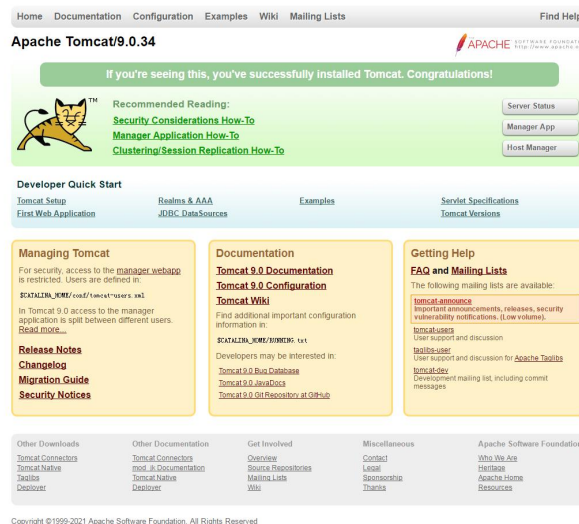 Home Documentation Configuration Examples Wiki Mailing Lists Find Help
Apache Tomcat/9.0.34
APACHE SOFTWARE FOUNDAT
http://www.apache.o
If you're seeing this, you've successfully installed Tomcat. Congratulations!
TM
Recommended Reading:
Security Considerations How-To
Manager Application How-To
Clustering/Session Replication How-To
Server Status
Manager App
Host Manager
Developer Quick Start
Tomcat Setup
First Web Application
Realms & AAA
JDBC DataSources
Examples
Servlet Specifications
Tomcat Versions
Managing Tomcat
For security, access to the manager webapp
is restricted. Users are defined in:
$CATALINA_HOME/conf/tomcat-users.xml
In Tomcat 9.0 access to the manager
application is split between different users.
Read more...
Release Notes
Changelog
Migration Guide
Security Notices
Documentation
Tomcat 9.0 Documentation
Tomcat 9.0 Configuration
Tomcat Wiki
Find additional important configuration
information in:
$CATALINA_HOME/RUNNING.txt
Developers may be interested in:
Tomcat 9.0 Bug Database
Tomcat 9.0 JavaDocs
Tomcat 9.0 Git Repository at GitHub
Getting Help
FAQ and Mailing Lists
The following mailing lists are available:
tomcat-announce
Important announcements, releases, security
vulnerability notifications. (Low volume).
tomcat-users
User support and discussion
taglibs-user
User support and discussion for Apache Taglibs
tomcat-dev
Development mailing list, including commit
messages
Other Downloads
Tomcat Connectors
Tomcat Native
Taglibs
Deployer
Other Documentation
Tomcat Connectors
mod_jk Documentation
Tomcat Native
Deployer
Get Involved
Overview
Source Repositories
Mailing Lists
Wiki
Miscellaneous
Contact
Legal
Sponsorship
Thanks
Apache Software Foundation
Who We Are
Heritage
Apache Home
Resources
Copyright ©1999-2021 Apache Software Foundation. All Rights Reserved